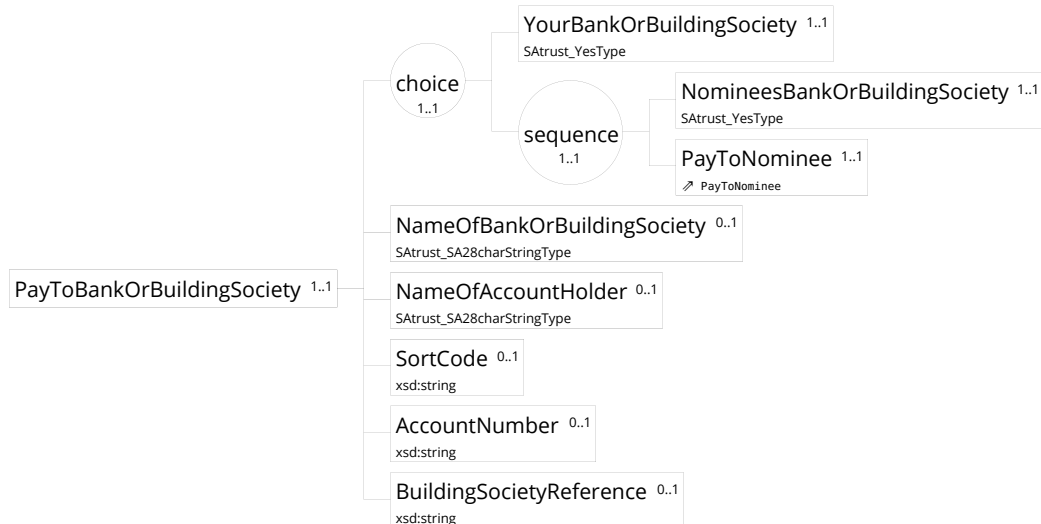 YourBankOrBuildingSociety 1..1
SAtrust_YesType
choice
1..1
NomineesBankOrBuildingSociety 1..1
SAtrust_YesType
sequence
1..1
PayToNominee 1..1
⇗ PayToNominee
NameOfBankOrBuildingSociety 0..1
SAtrust_SA28charStringType
PayToBankOrBuildingSociety 1..1
NameOfAccountHolder 0..1
SAtrust_SA28charStringType
SortCode 0..1
xsd:string
AccountNumber 0..1
xsd:string
BuildingSocietyReference 0..1
xsd:string